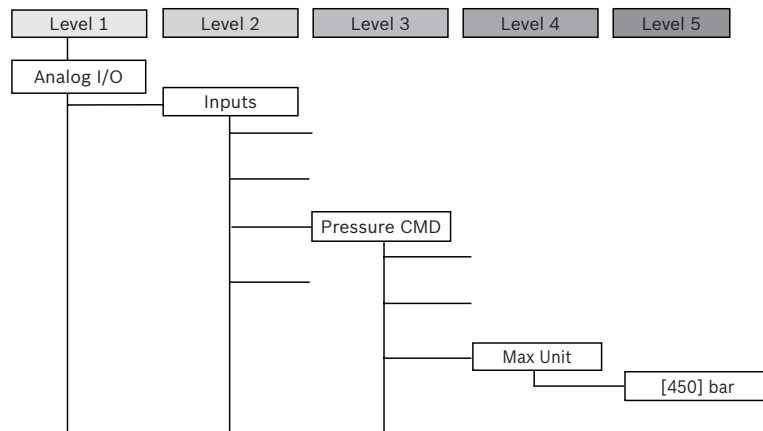 Level 1
Level 2
Level 3
Level 4
Level 5
Analog I/O
Inputs
Pressure CMD
Max Unit
[450] bar